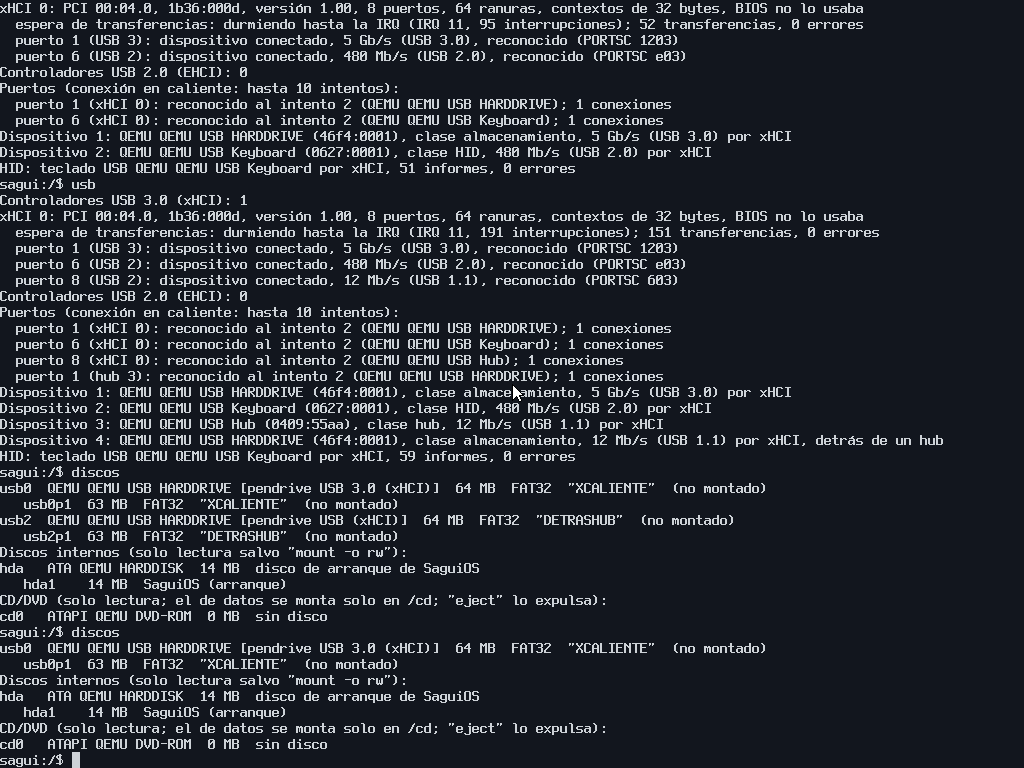 xHCI 0: PCI 00:04.0, 1b36:000d, versión 1.00, 8 puertos, 64 ranuras, contextos de 32 bytes, BIOS no lo usaba
  espera de transferencias: durmiendo hasta la IRQ (IRQ 11, 95 interrupciones); 52 transferencias, 0 errores
  puerto 1 (USB 3): dispositivo conectado, 5 Gb/s (USB 3.0), reconocido (PORTSC 1203)
  puerto 6 (USB 2): dispositivo conectado, 480 Mb/s (USB 2.0), reconocido (PORTSC e03)
Controladores USB 2.0 (EHCI): 0
Puertos (conexión en caliente: hasta 10 intentos):
  puerto 1 (xHCI 0): reconocido al intento 2 (QEMU QEMU USB HARDDRIVE); 1 conexiones
  puerto 6 (xHCI 0): reconocido al intento 2 (QEMU QEMU USB Keyboard); 1 conexiones
Dispositivo 1: QEMU QEMU USB HARDDRIVE (46f4:0001), clase almacenamiento, 5 Gb/s (USB 3.0) por xHCI
Dispositivo 2: QEMU QEMU USB Keyboard (0627:0001), clase HID, 480 Mb/s (USB 2.0) por xHCI
HID: teclado USB QEMU QEMU USB Keyboard por xHCI, 51 informes, 0 errores
sagui:/$ usb
Controladores USB 3.0 (xHCI): 1
xHCI 0: PCI 00:04.0, 1b36:000d, versión 1.00, 8 puertos, 64 ranuras, contextos de 32 bytes, BIOS no lo usaba
  espera de transferencias: durmiendo hasta la IRQ (IRQ 11, 191 interrupciones); 151 transferencias, 0 errores
  puerto 1 (USB 3): dispositivo conectado, 5 Gb/s (USB 3.0), reconocido (PORTSC 1203)
  puerto 6 (USB 2): dispositivo conectado, 480 Mb/s (USB 2.0), reconocido (PORTSC e03)
  puerto 8 (USB 2): dispositivo conectado, 12 Mb/s (USB 1.1), reconocido (PORTSC 603)
Controladores USB 2.0 (EHCI): 0
Puertos (conexión en caliente: hasta 10 intentos):
  puerto 1 (xHCI 0): reconocido al intento 2 (QEMU QEMU USB HARDDRIVE); 1 conexiones
  puerto 6 (xHCI 0): reconocido al intento 2 (QEMU QEMU USB Keyboard); 1 conexiones
  puerto 8 (xHCI 0): reconocido al intento 2 (QEMU QEMU USB Hub); 1 conexiones
  puerto 1 (hub 3): reconocido al intento 2 (QEMU QEMU USB HARDDRIVE); 1 conexiones
Dispositivo 1: QEMU QEMU USB HARDDRIVE (46f4:0001), clase almacenamiento, 5 Gb/s (USB 3.0) por xHCI
Dispositivo 2: QEMU QEMU USB Keyboard (0627:0001), clase HID, 480 Mb/s (USB 2.0) por xHCI
Dispositivo 3: QEMU QEMU USB Hub (0409:55aa), clase hub, 12 Mb/s (USB 1.1) por xHCI
Dispositivo 4: QEMU QEMU USB HARDDRIVE (46f4:0001), clase almacenamiento, 12 Mb/s (USB 1.1) por xHCI, detrás de un hub
HID: teclado USB QEMU QEMU USB Keyboard por xHCI, 59 informes, 0 errores
sagui:/$ discos
usb0  QEMU QEMU USB HARDDRIVE [pendrive USB 3.0 (xHCI)]  64 MB  FAT32  "XCALIENTE"  (no montado)
   usb0p1  63 MB  FAT32  "XCALIENTE"  (no montado)
usb2  QEMU QEMU USB HARDDRIVE [pendrive USB (xHCI)]  64 MB  FAT32  "DETRASHUB"  (no montado)
   usb2p1  63 MB  FAT32  "DETRASHUB"  (no montado)
Discos internos (solo lectura salvo "mount -o rw"):
hda   ATA QEMU HARDDISK  14 MB  disco de arranque de SaguiOS
   hda1    14 MB  SaguiOS (arranque)
CD/DVD (solo lectura; el de datos se monta solo en /cd; "eject" lo expulsa):
cd0   ATAPI QEMU DVD-ROM  0 MB  sin disco
sagui:/$ discos
usb0  QEMU QEMU USB HARDDRIVE [pendrive USB 3.0 (xHCI)]  64 MB  FAT32  "XCALIENTE"  (no montado)
   usb0p1  63 MB  FAT32  "XCALIENTE"  (no montado)
Discos internos (solo lectura salvo "mount -o rw"):
hda   ATA QEMU HARDDISK  14 MB  disco de arranque de SaguiOS
   hda1    14 MB  SaguiOS (arranque)
CD/DVD (solo lectura; el de datos se monta solo en /cd; "eject" lo expulsa):
cd0   ATAPI QEMU DVD-ROM  0 MB  sin disco
sagui:/$